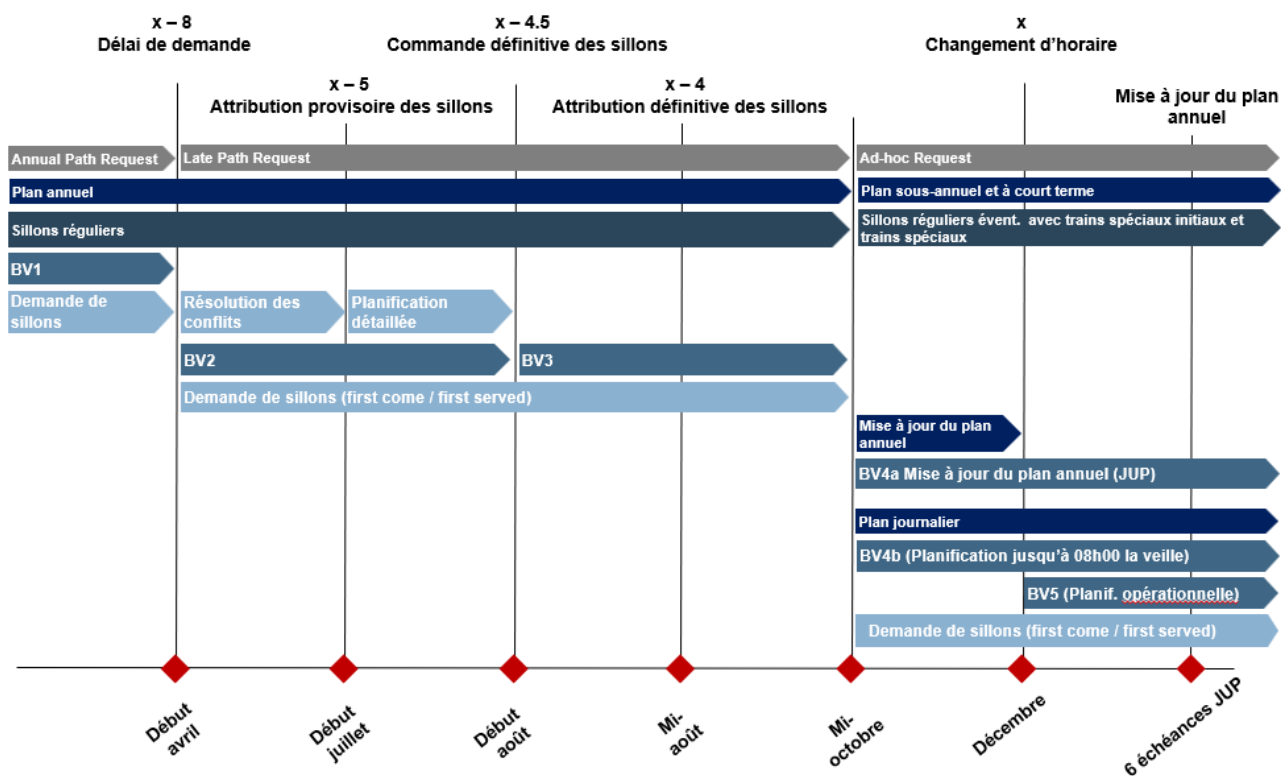 x – 8
Délai de demande
x – 4.5
Commande définitive des sillons
x
Changement d'horaire
x – 5
Attribution provisoire des sillons
x – 4
Attribution définitive des sillons
Mise à jour du plan
annuel
Annual Path Request
Late Path Request
Ad-hoc Request
Plan annuel
Plan sous-annuel et à court terme
Sillons réguliers
Sillons réguliers évent. avec trains spéciaux initiaux et
trains spéciaux
BV1
Demande de
sillons
Résolution des
conflits
Planification
détaillée
BV2
BV3
Demande de sillons (first come / first served)
Mise à jour du plan
annuel
BV4a Mise à jour du plan annuel (JUP)
Plan journalier
BV4b (Planification jusqu'à 08h00 la veille)
BV5 (Planif. opérationnelle)
Demande de sillons (first come / first served)
Début
avril
Début
juillet
Début
août
Mi-
août
Mi-
octobre
Décembre
6 échéances JUP